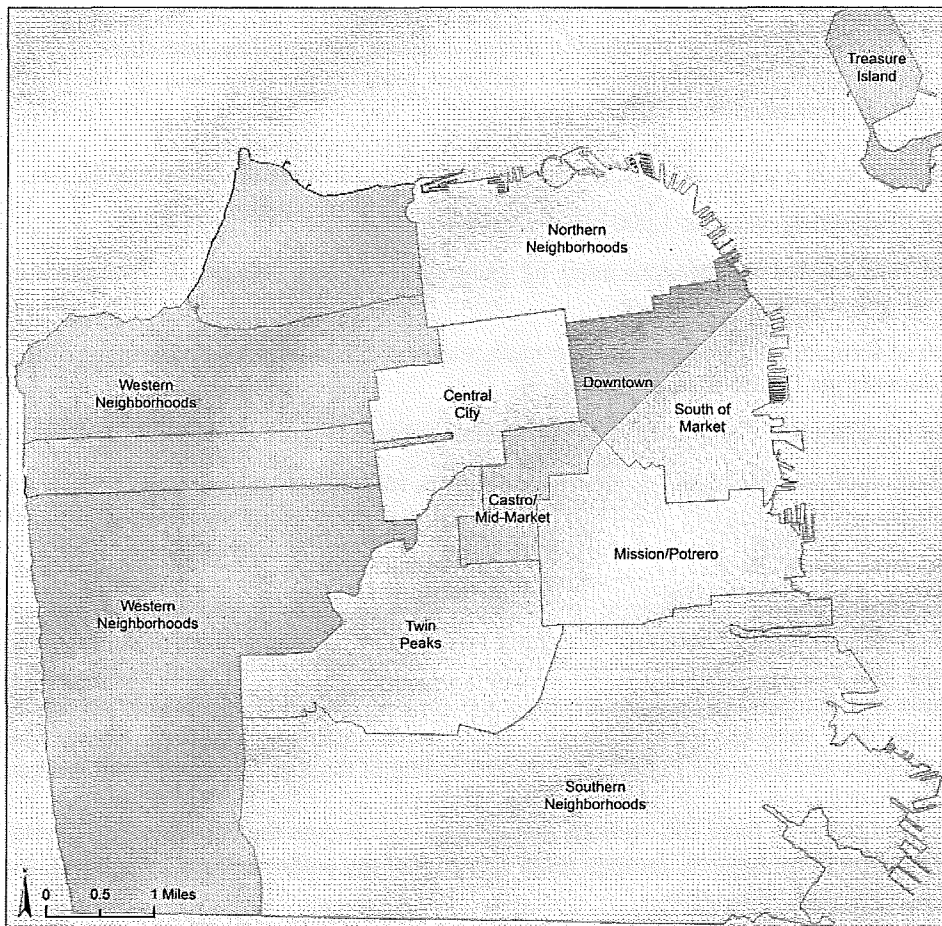 Treasure
Island
Northern
Neighborhoods
Western
Neighborhoods
Downtown
Central
City
South of
Market
Castro/
Mid-Market
Mission/Potrero
Western
Neighborhoods
Twin
Peaks
Southern
Neighborhoods
0 0.5 1 Miles